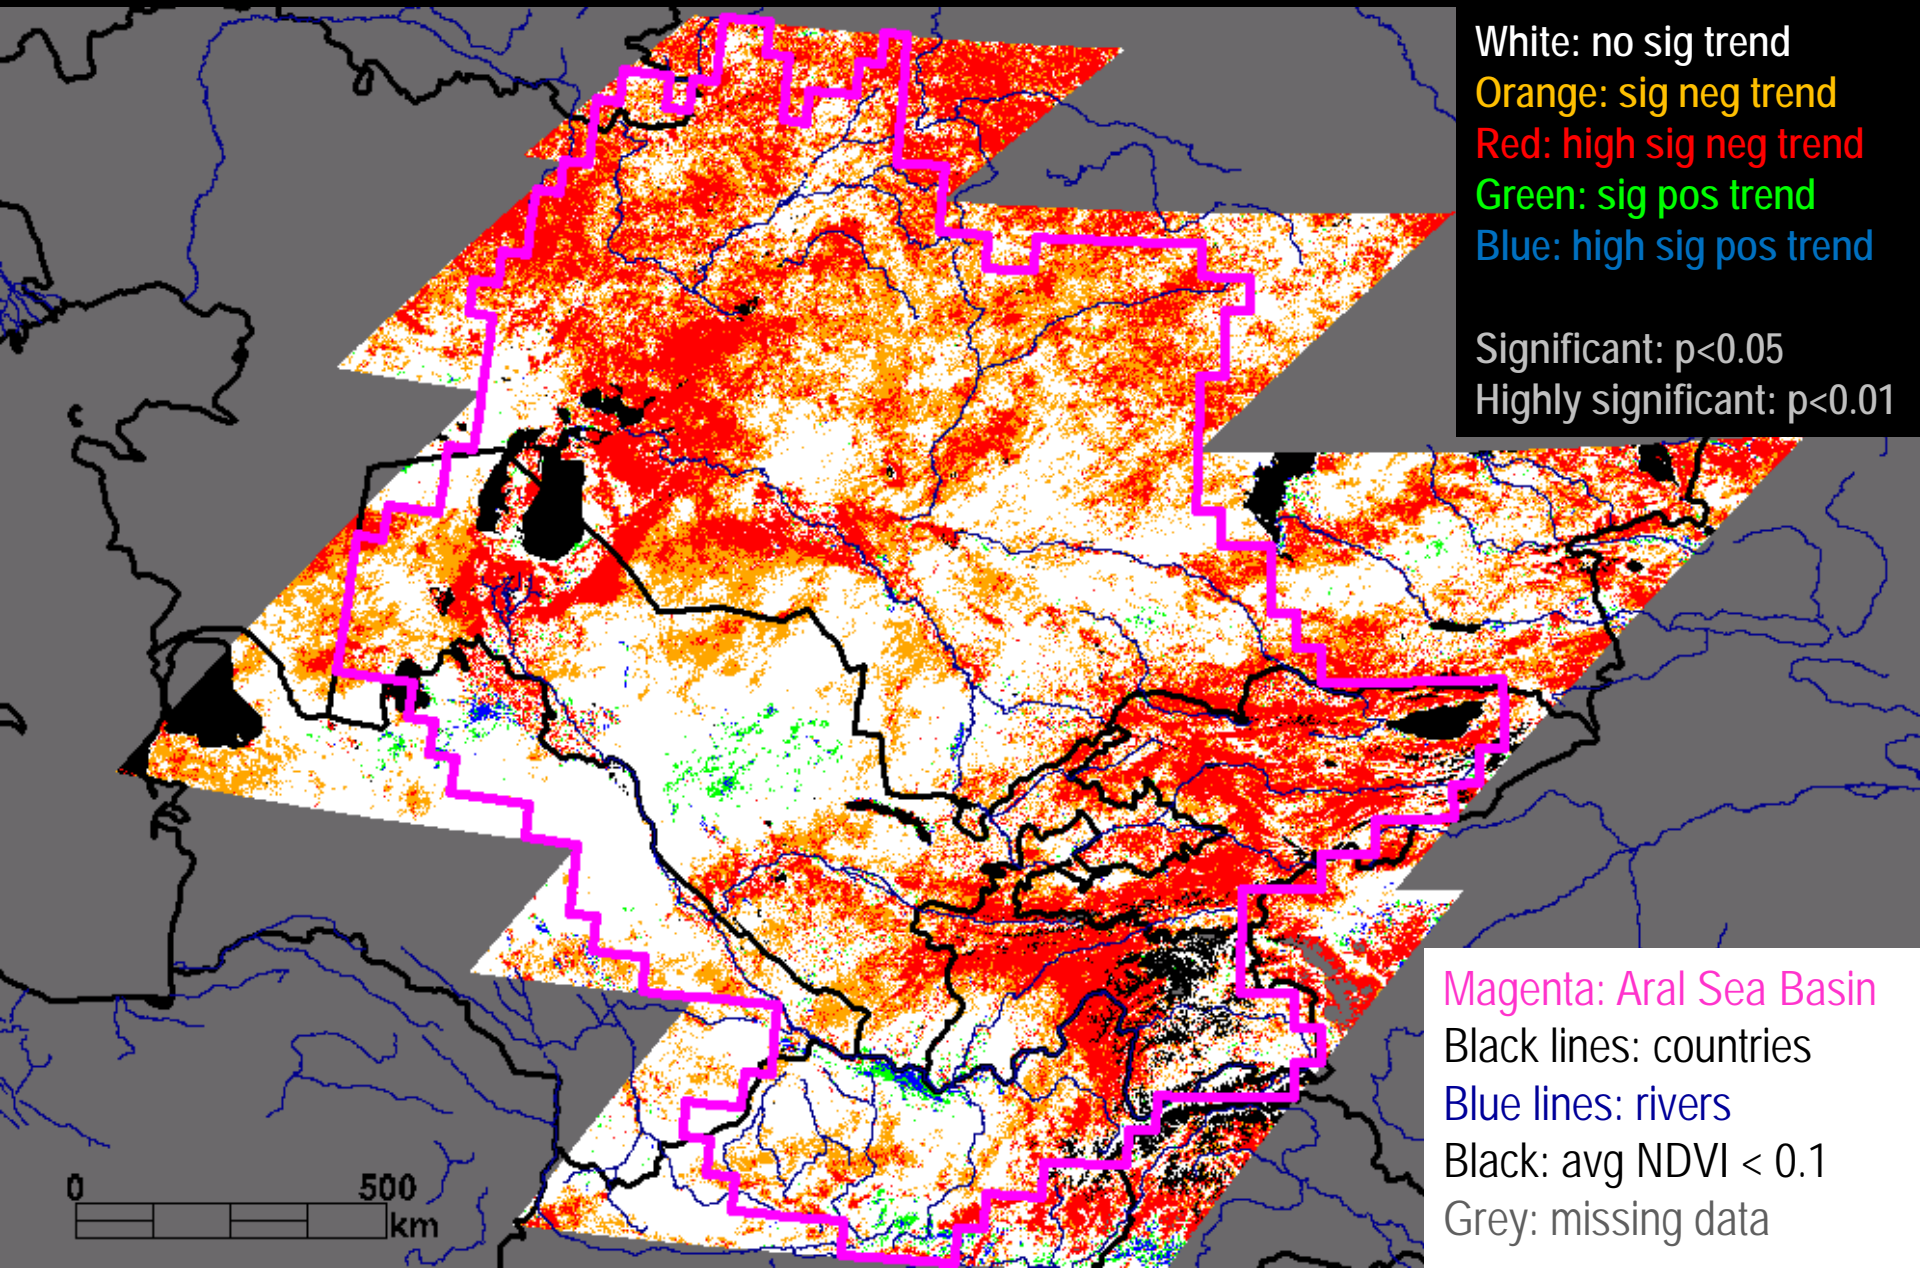 White: no sig trend
Orange: sig neg trend
Red: high sig neg trend
Green: sig pos trend
Blue: high sig pos trend
Significant: p<0.05
Highly significant: p<0.01
Magenta: Aral Sea Basin
Black lines: countries
Blue lines: rivers
Black: avg NDVI < 0.1
Grey: missing data
0 500
km